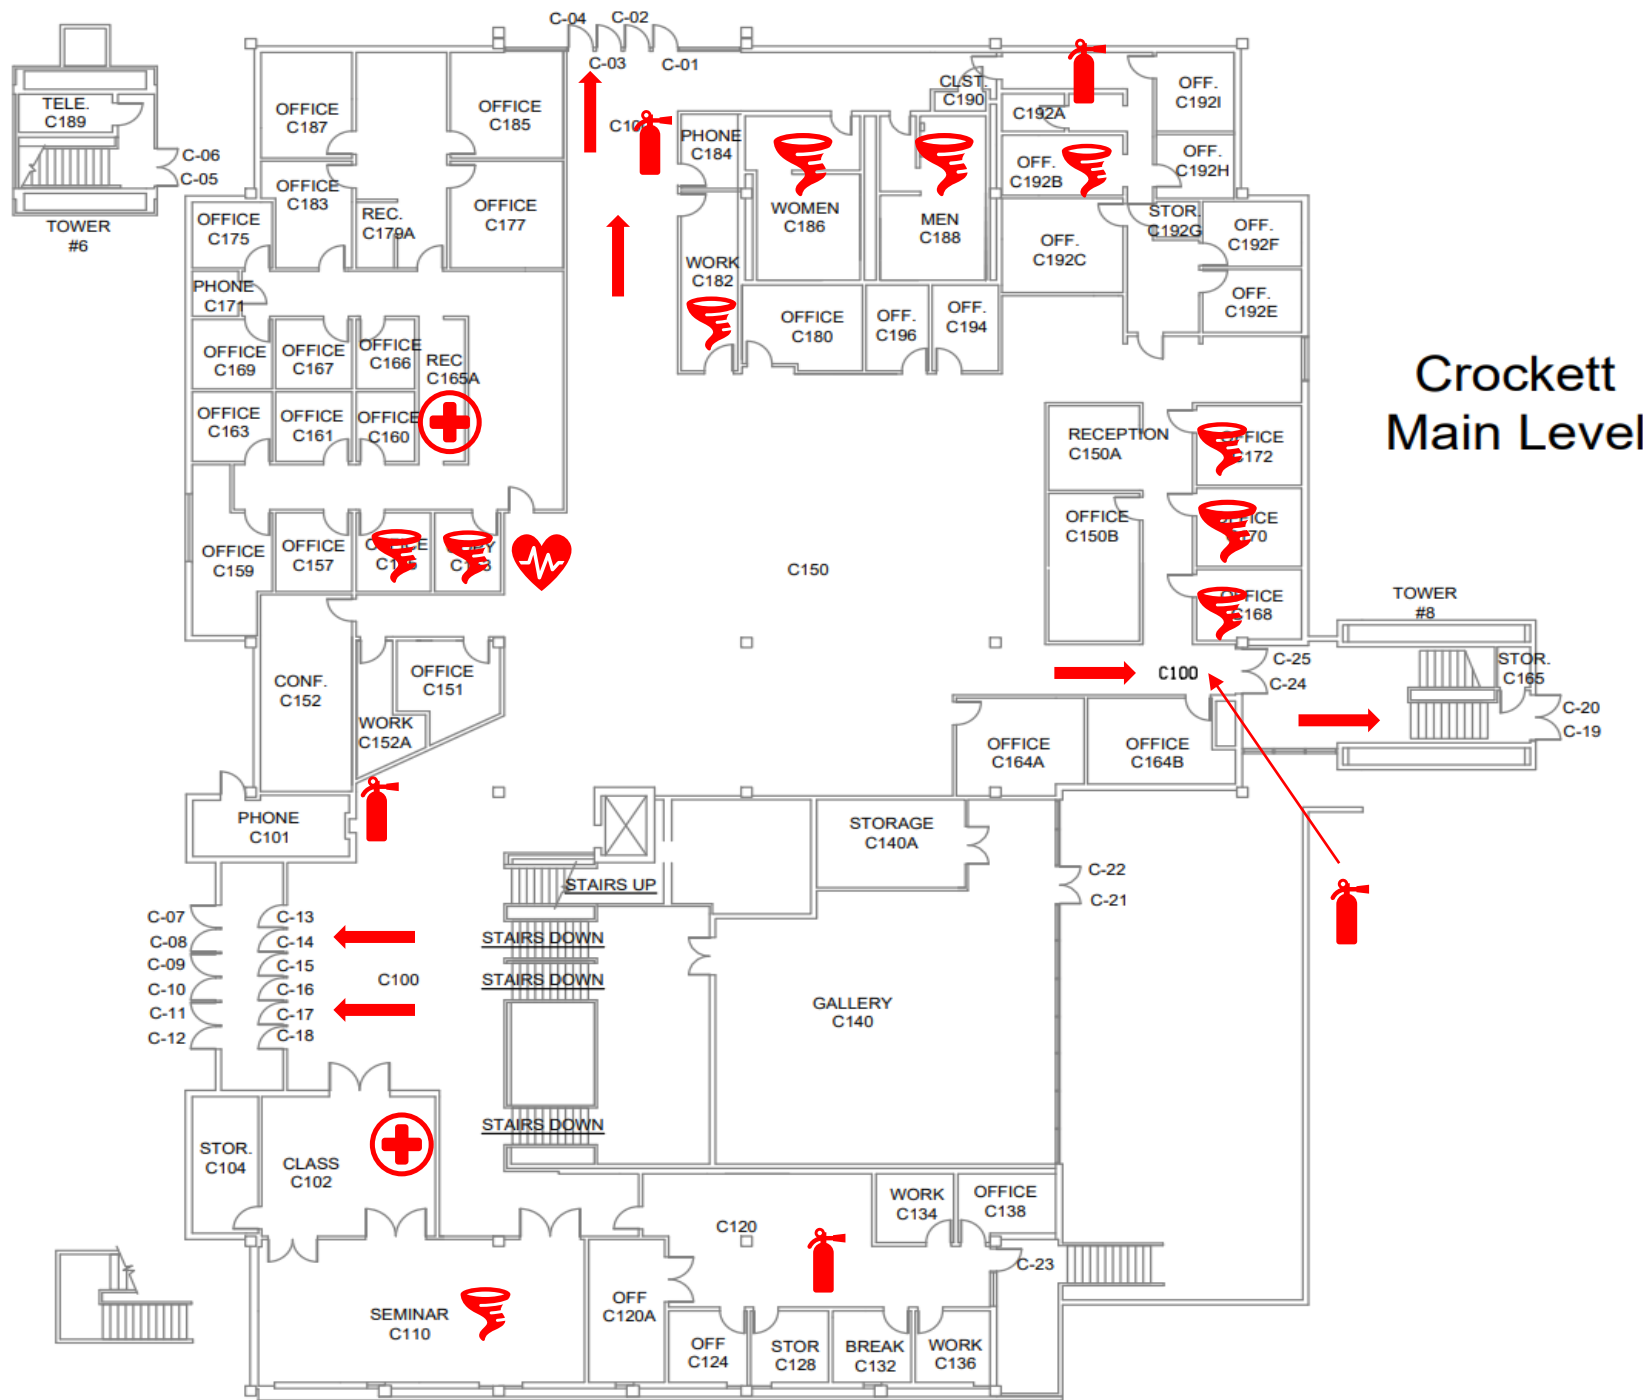 C-04
C-02
C-03
C-01
TELE.
C189
C-06
C-05
TOWER
#6
OFFICE
C187
OFFICE
C185
OFFICE
C183
REC.
C179A
OFFICE
C177
OFFICE
C175
PHONE
C171
OFFICE
C169
OFFICE
C167
OFFICE
C166
REC
C165A
OFFICE
C163
OFFICE
C161
OFFICE
C160
OFFICE
C159
OFFICE
C157
PHONE
C184
WORK
C182
WOMEN
C186
MEN
C188
CLST.
C190
C192A
OFF.
C192B
OFF.
C192I
OFF.
C192H
STOR.
C192G
OFF.
C192F
OFF.
C192E
OFF.
C192C
OFFICE
C180
OFF.
C196
OFF.
C194
Crockett
Main Level
RECEPTION
C150A
OFFICE
C150B
C172
OFFICE
C168
C150
TOWER
#8
STOR.
C165
C-25
C-24
C-20
C-19
C100
CONF.
C152
OFFICE
C151
WORK
C152A
OFFICE
C164A
OFFICE
C164B
PHONE
C101
STORAGE
C140A
C-22
C-21
STAIRS UP
STAIRS DOWN
STAIRS DOWN
STAIRS DOWN
C-07
C-08
C-09
C-10
C-11
C-12
C-13
C-14
C-15
C-16
C-17
C-18
C100
GALLERY
C140
STOR.
C104
CLASS
C102
C120
WORK
C134
OFFICE
C138
C-23
SEMINAR
C110
OFF
C120A
OFF
C124
STOR
C128
BREAK
C132
WORK
C136